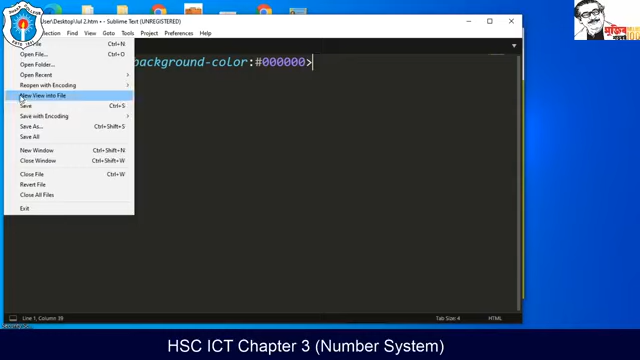 User\Desktop\Jul 2.htm • - Sublime Text (UNREGISTERED)
Find View Goto Tools Project Preferences Help
Ctrl+N
Open File... Ctrl+O
Open Folder...
Open Recent
Reopen with Encoding
New View into File
Save Ctrl+S
Save with Encoding
Save As... Ctrl+Shift+S
Save All
New Window Ctrl+Shift+N
Close Window Ctrl+Shift+W
Close File Ctrl+W
Revert File
Close All Files
Exit
background-color:#000000>
Line 1, Column 39 Tab Size: 4 HTML
HSC ICT Chapter 3 (Number System)